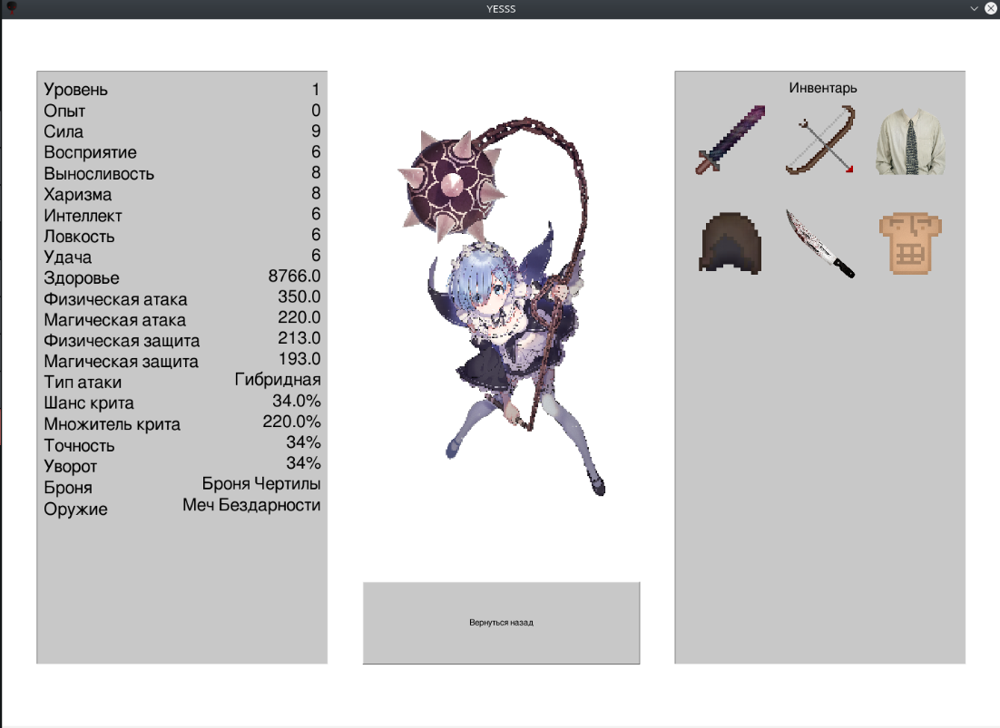 YESSS
Уровень 1
Опыт 0
Сила 9
Восприятие 6
Выносливость 8
Харизма 8
Интеллект 6
Ловкость 6
Удача 6
Здоровье 8766.0
Физическая атака 350.0
Магическая атака 220.0
Физическая защита 213.0
Магическая защита 193.0
Тип атаки Гибридная
Шанс крита 34.0%
Множитель крита 220.0%
Точность 34%
Уворот 34%
Броня Броня Чертилы
Оружие Меч Бездарности
Вернуться назад
Инвентарь